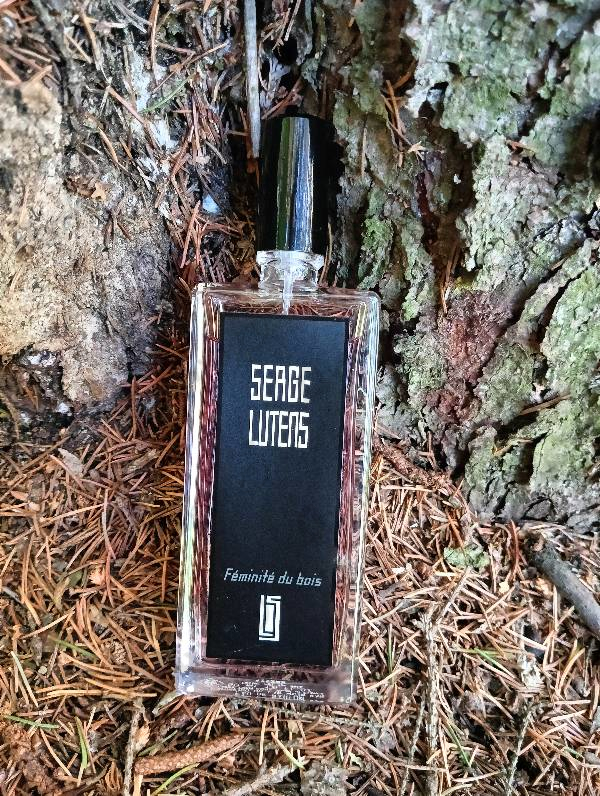 SERGE
LUTENS
Féminité du bois